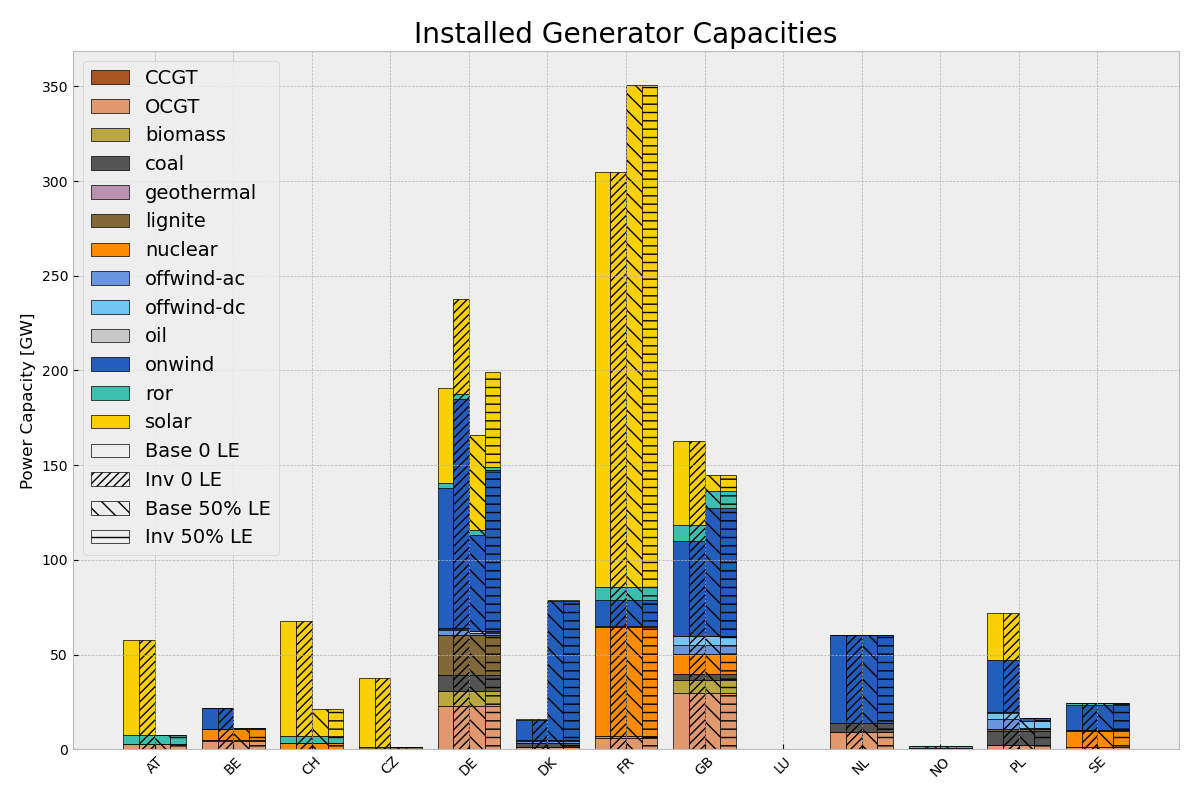 Installed Generator Capacities
CCGT
OCGT
biomass
coal
geothermal
lignite
nuclear
offwind-ac
offwind-dc
oil
onwind
ror
solar
Base 0 LE
Inv 0 LE
Base 50% LE
Inv 50% LE
Power Capacity [GW]
350
300
250
200
150
100
50
0
AT BE CH CZ DE DK FR GB LU NL NO PL SE